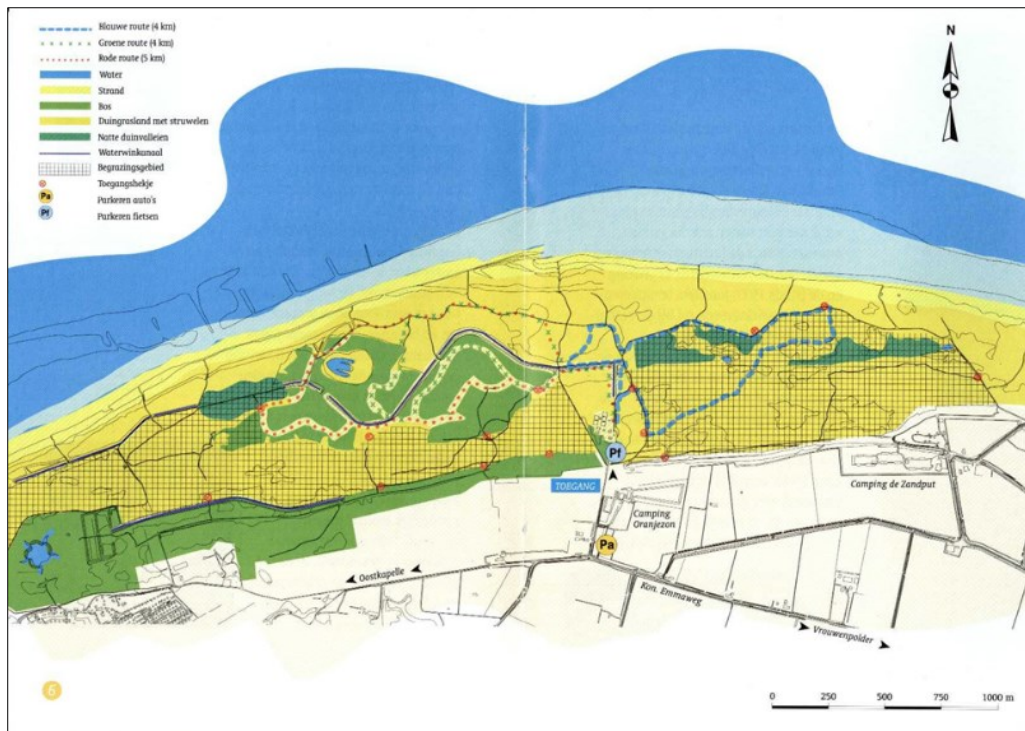 Blauwe route (4 km)
Groene route (4 km)
Rode route (5 km)
Water
Strand
Bos
Duingrasland met struwelen
Natte duinvalleien
Waterwinkanaal
Begrazingsgebied
Toegangshekje
Pa Parkeren auto's
Pf Parkeren fietsen
N
Pf
TOEGANG
Camping de Zandput
Camping
Oranjezon
Pa
Oostkapelle
Kon. Emmaweg
Vrouwenpolder
6
0 250 500 750 1000 m